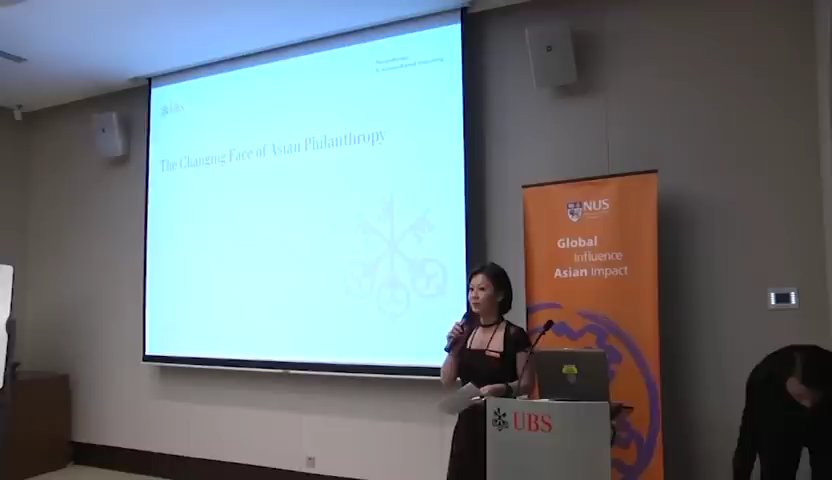 UBS
The Changing Face of Asian Philanthropy
NUS
Global
Influence
Asian Impact
UBS